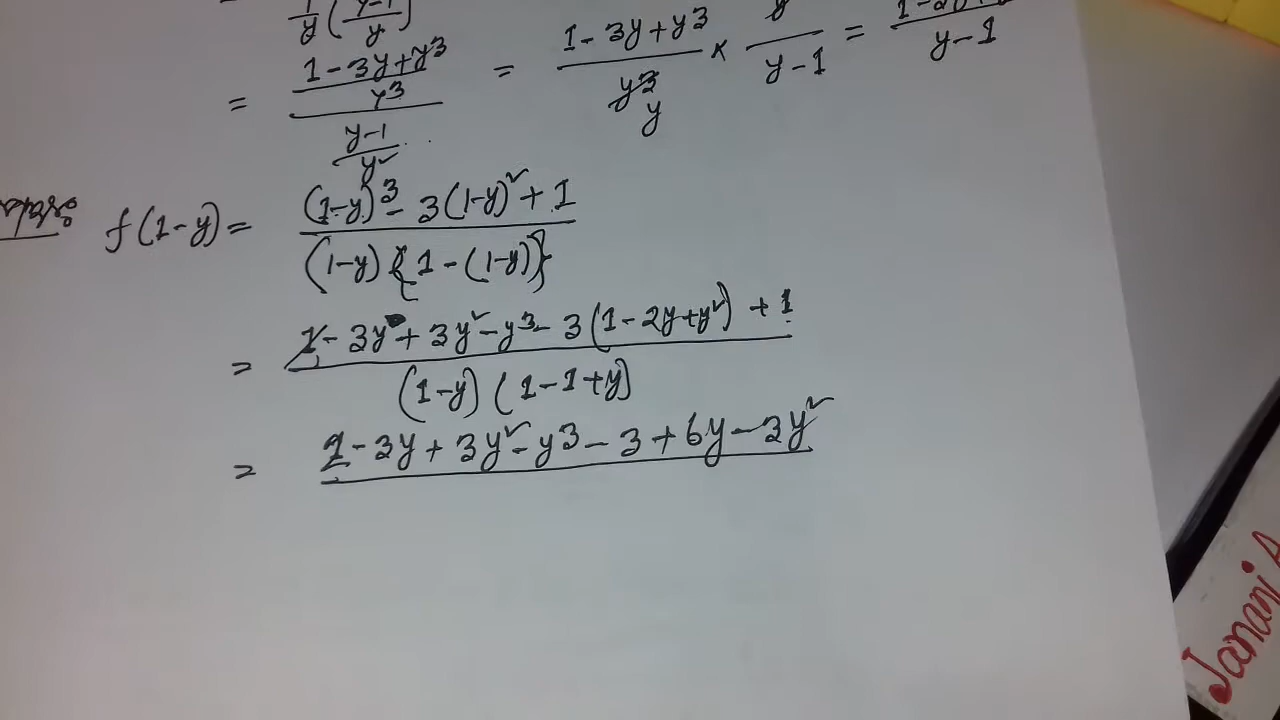 1/y ((y-1)/y)
= ((1-3y+y³)/y³)/((y-1)/y²) = (1-3y+y³)/(y³ y) × y/(y-1) = /(y-1)
f(1-y) = ((1-y)³ - 3(1-y)² + 1)/((1-y) {1-(1-y)})
= (1 - 3y + 3y² - y³ - 3(1-2y+y²) + 1)/((1-y) (1-1+y))
= 2 - 3y + 3y² - y³ - 3 + 6y - 3y²
Janani